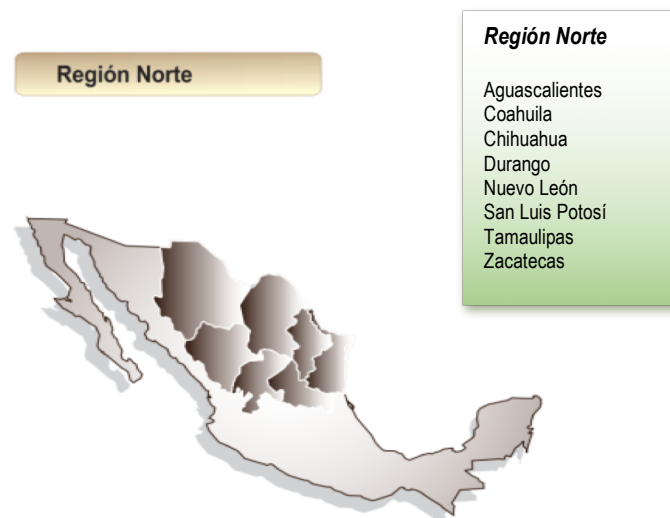 Región Norte
Región Norte
Aguascalientes
Coahuila
Chihuahua
Durango
Nuevo León
San Luis Potosí
Tamaulipas
Zacatecas